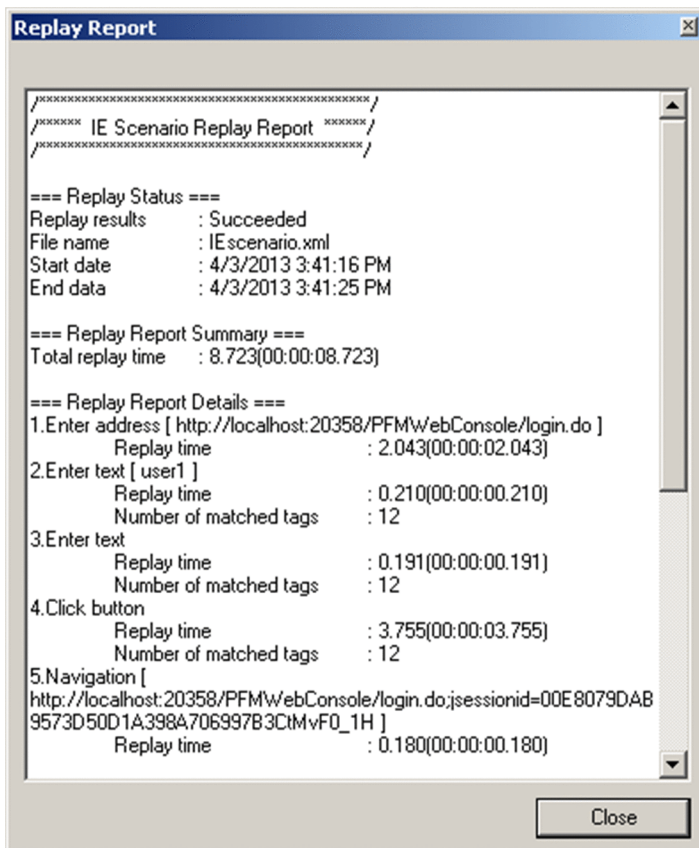 Replay Report
/**********************************************/
/****** IE Scenario Replay Report ******/
/*********************************************/
=== Replay Status ===
Replay results : Succeeded
File name : IEscenario.xml
Start date : 4/3/2013 3:41:16 PM
End data : 4/3/2013 3:41:25 PM
=== Replay Report Summary ===
Total replay time : 8.723(00:00:08.723)
=== Replay Report Details ===
1.Enter address [ http://localhost:20358/PFMWebConsole/login.do ]
Replay time : 2.043(00:00:02.043)
2.Enter text [ user1 ]
Replay time : 0.210(00:00:00.210)
Number of matched tags : 12
3.Enter text
Replay time : 0.191(00:00:00.191)
Number of matched tags : 12
4.Click button
Replay time : 3.755(00:00:03.755)
Number of matched tags : 12
5.Navigation [
http://localhost:20358/PFMWebConsole/login.do;jsessionid=00E8079DAB
9573D50D1A398A706997B3CtMvF0_1H ]
Replay time : 0.180(00:00:00.180)
Close